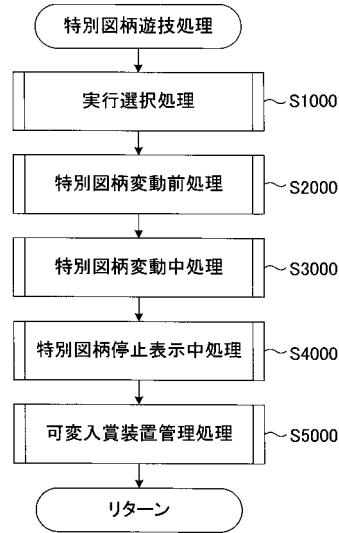 特別図柄遊技処理
実行選択処理 S1000
特別図柄変動前処理 S2000
特別図柄変動中処理 S3000
特別図柄停止表示中処理 S4000
可変入賞装置管理処理 S5000
リターン